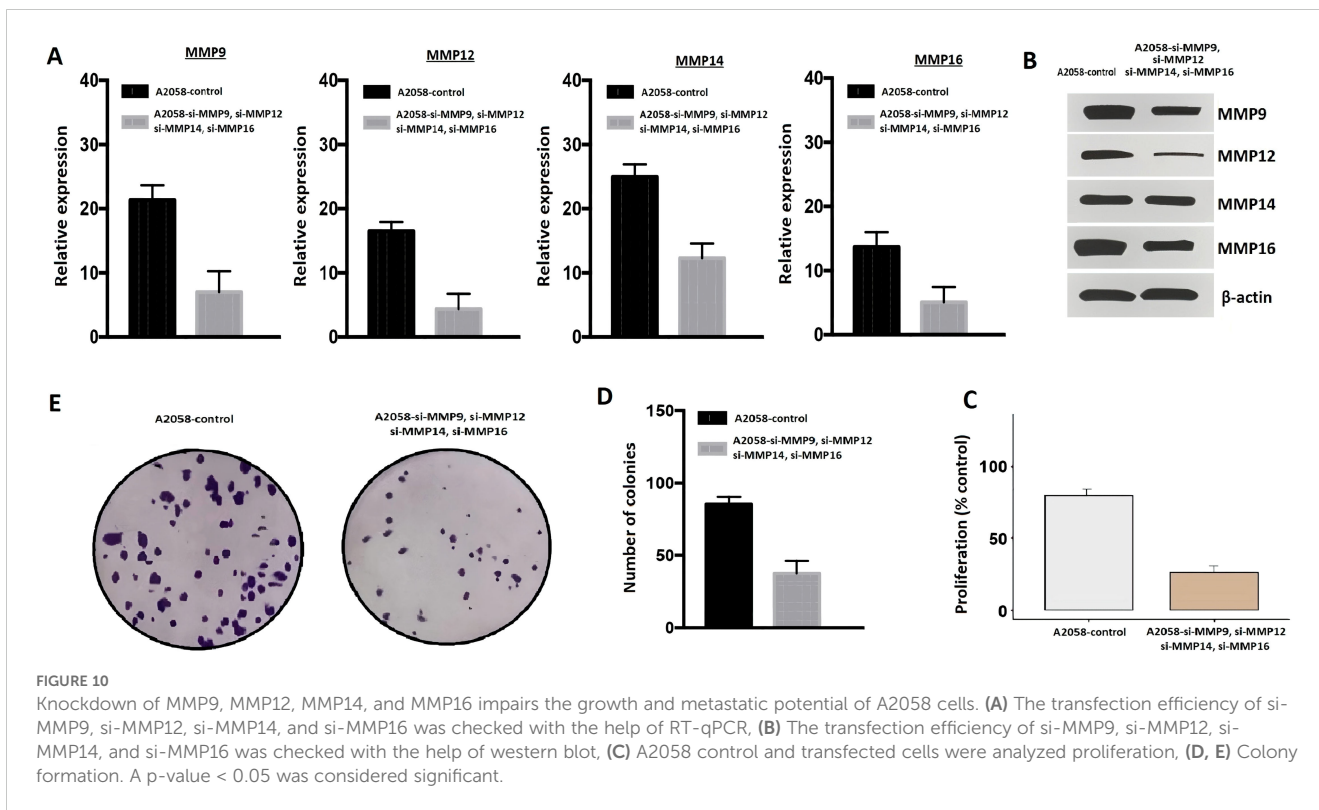 A
MMP9
40
30
20
10
0
Relative expression
A2058-control
A2058-si-MMP9, si-MMP12
si-MMP14, si-MMP16
MMP12
40
30
20
10
0
Relative expression
A2058-control
A2058-si-MMP9, si-MMP12
si-MMP14, si-MMP16
MMP14
40
30
20
10
0
Relative expression
A2058-control
A2058-si-MMP9, si-MMP12
si-MMP14, si-MMP16
MMP16
40
30
20
10
0
Relative expression
A2058-control
A2058-si-MMP9, si-MMP12
si-MMP14, si-MMP16
B
A2058-control
A2058-si-MMP9,
si-MMP12
si-MMP14, si-MMP16
MMP9
MMP12
MMP14
MMP16
β-actin
E
A2058-control
A2058-si-MMP9, si-MMP12
si-MMP14, si-MMP16
D
150
100
50
0
Number of colonies
A2058-control
A2058-si-MMP9, si-MMP12
si-MMP14, si-MMP16
C
100
50
0
Proliferation (% control)
A2058-control
A2058-si-MMP9, si-MMP12
si-MMP14, si-MMP16
FIGURE 10
Knockdown of MMP9, MMP12, MMP14, and MMP16 impairs the growth and metastatic potential of A2058 cells. (A) The transfection efficiency of si-
MMP9, si-MMP12, si-MMP14, and si-MMP16 was checked with the help of RT-qPCR, (B) The transfection efficiency of si-MMP9, si-MMP12, si-
MMP14, and si-MMP16 was checked with the help of western blot, (C) A2058 control and transfected cells were analyzed proliferation, (D, E) Colony
formation. A p-value < 0.05 was considered significant.